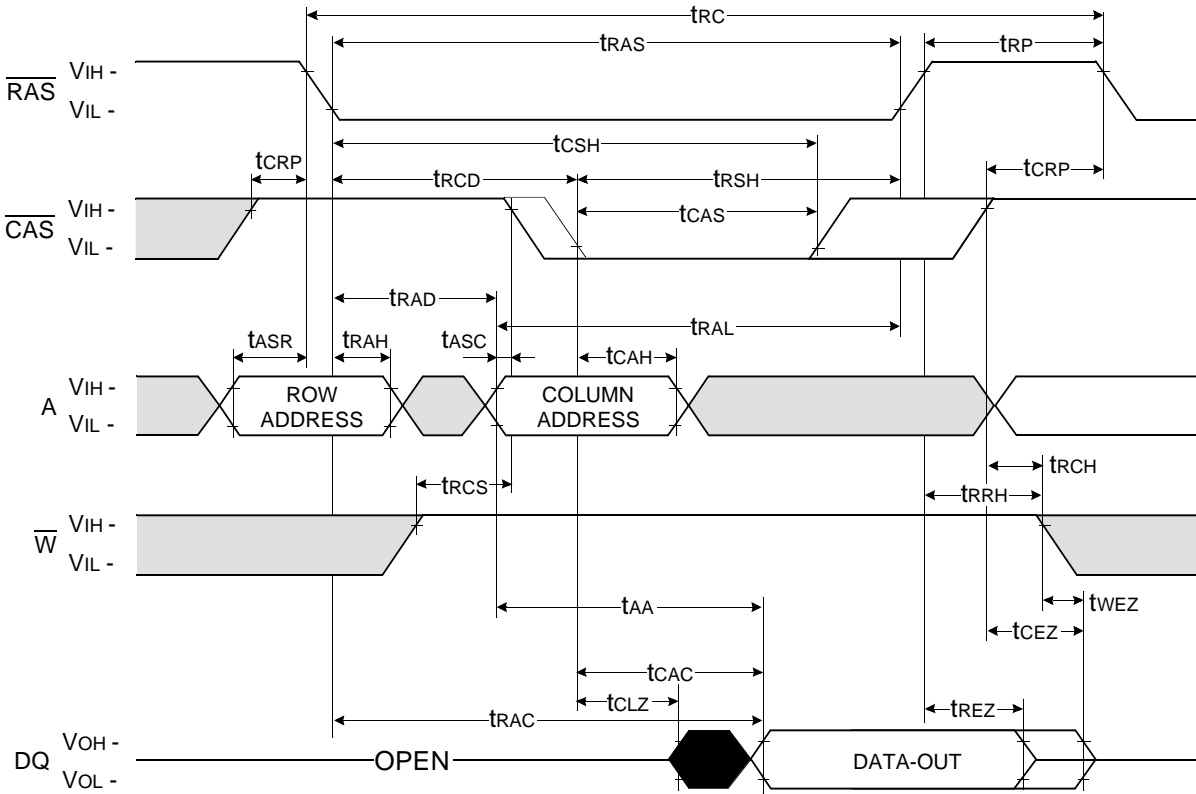 tRC
tRAS tRP
RAS VIH -
VIL -
tCSH
tCRP tRCD tRSH tCRP
CAS VIH - tCAS
VIL -
tRAD
tRAL
tASR tRAH tASC tCAH
A VIH - ROW ADDRESS COLUMN ADDRESS
VIL -
tRCH
tRCS tRRH
W VIH -
VIL -
tAA tWEZ
tCEZ
tCAC
tCLZ
tRAC tREZ
DQ VOH - OPEN DATA-OUT
VOL -